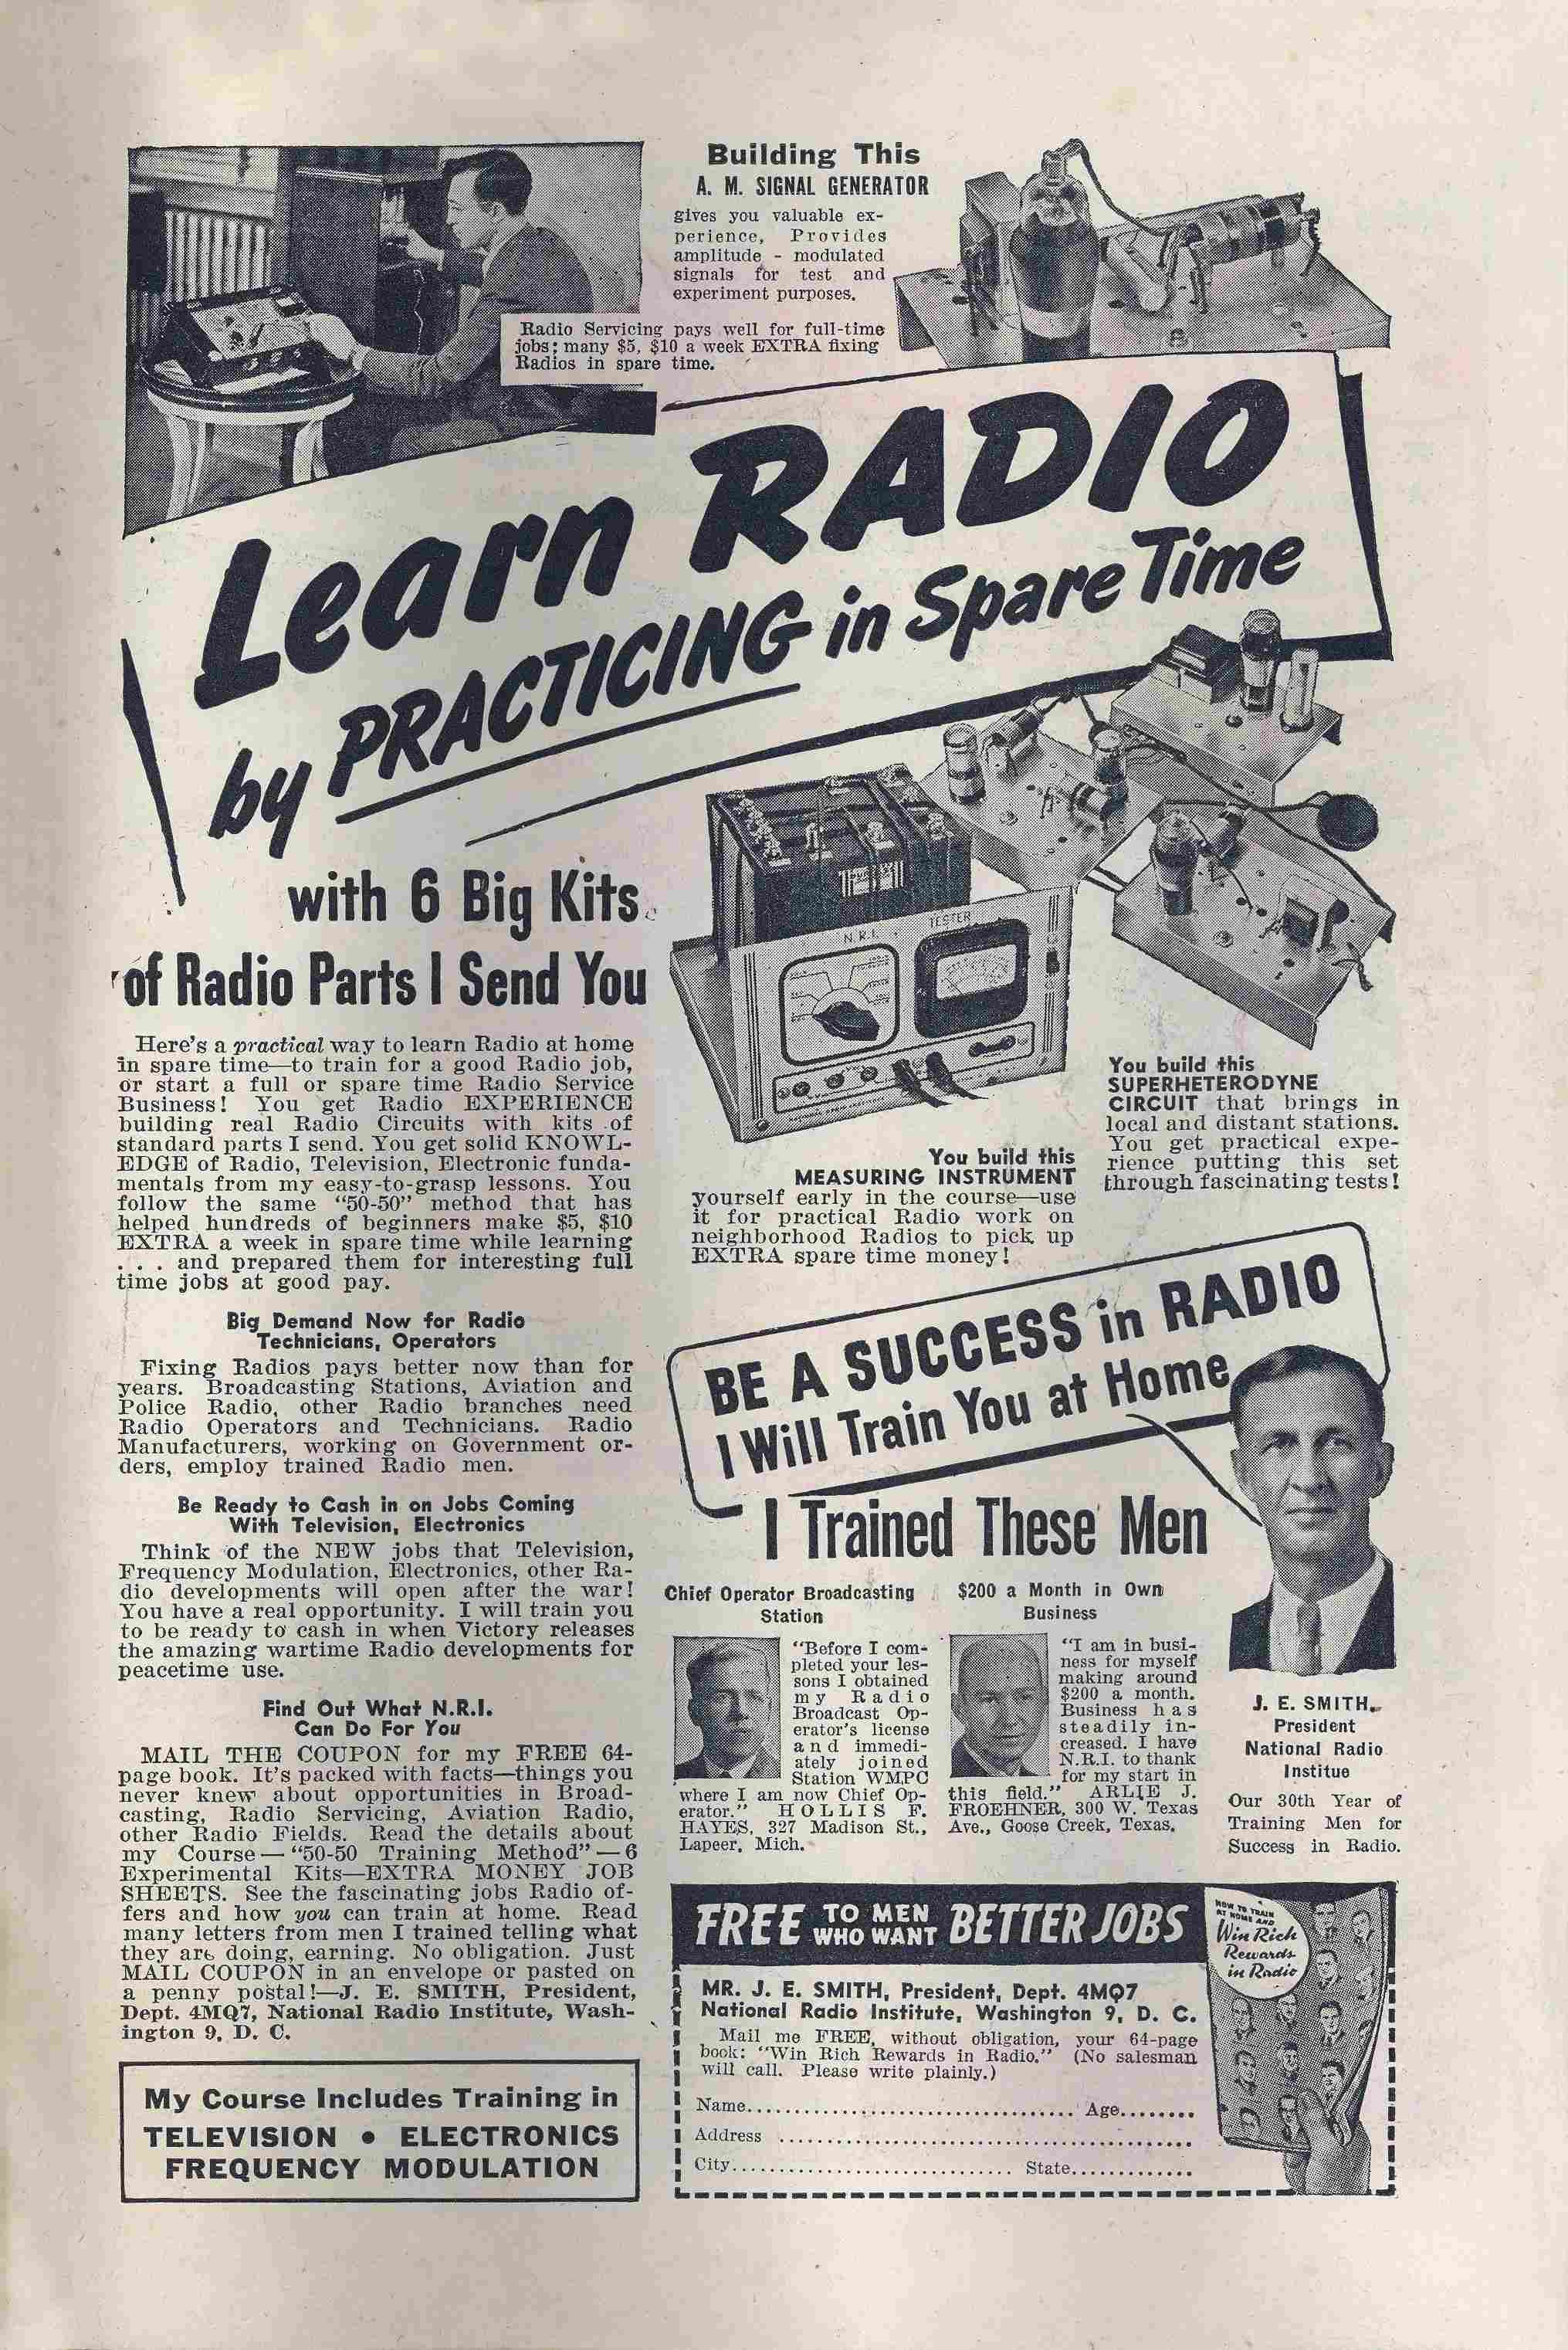 Building This
A. M. SIGNAL GENERATOR
gives you valuable ex-
perience, Provides
amplitude - modulated
signals for test and
experiment purposes.
Radio Servicing pays well for full-time
jobs; many $5, $10 a week EXTRA fixing
Radios in spare time.
Learn RADIO
by PRACTICING in Spare Time
with 6 Big Kits
of Radio Parts I Send You
Here's a practical way to learn Radio at home
in spare time—to train for a good Radio job,
or start a full or spare time Radio Service
Business! You get Radio EXPERIENCE
building real Radio Circuits with kits of
standard parts I send. You get solid KNOWL-
EDGE of Radio, Television, Electronic funda-
mentals from my easy-to-grasp lessons. You
follow the same "50-50" method that has
helped hundreds of beginners make $5, $10
EXTRA a week in spare time while learning
. . . and prepared them for interesting full
time jobs at good pay.
Big Demand Now for Radio
Technicians, Operators
Fixing Radios pays better now than for
years. Broadcasting Stations, Aviation and
Police Radio, other Radio branches need
Radio Operators and Technicians. Radio
Manufacturers, working on Government or-
ders, employ trained Radio men.
Be Ready to Cash in on Jobs Coming
With Television, Electronics
Think of the NEW jobs that Television,
Frequency Modulation, Electronics, other Ra-
dio developments will open after the war!
You have a real opportunity. I will train you
to be ready to cash in when Victory releases
the amazing wartime Radio developments for
peacetime use.
Find Out What N.R.I.
Can Do For You
MAIL THE COUPON for my FREE 64-
page book. It's packed with facts—things you
never knew about opportunities in Broad-
casting, Radio Servicing, Aviation Radio,
other Radio Fields. Read the details about
my Course—"50-50 Training Method"—6
Experimental Kits—EXTRA MONEY JOB
SHEETS. See the fascinating jobs Radio of-
fers and how you can train at home. Read
many letters from men I trained telling what
they are doing, earning. No obligation. Just
MAIL COUPON in an envelope or pasted on
a penny postal!—J. E. SMITH, President,
Dept. 4MQ7, National Radio Institute, Wash-
ington 9, D. C.
My Course Includes Training in
TELEVISION • ELECTRONICS
FREQUENCY MODULATION
N.R.I. TESTER
You build this
MEASURING INSTRUMENT
yourself early in the course—use
it for practical Radio work on
neighborhood Radios to pick up
EXTRA spare time money!
You build this
SUPERHETERODYNE
CIRCUIT that brings in
local and distant stations.
You get practical expe-
rience putting this set
through fascinating tests!
BE A SUCCESS in RADIO
I Will Train You at Home
I Trained These Men
Chief Operator Broadcasting
Station
"Before I com-
pleted your les-
sons I obtained
my Radio
Broadcast Op-
erator's license
and immedi-
ately joined
Station WMPC
where I am now Chief Op-
erator." HOLLIS F.
HAYES, 327 Madison St.,
Lapeer, Mich.
$200 a Month in Own
Business
"I am in busi-
ness for myself
making around
$200 a month.
Business has
steadily in-
creased. I have
N.R.I. to thank
for my start in
this field." ARLIE J.
FROEHNER, 300 W. Texas
Ave., Goose Creek, Texas.
J. E. SMITH,
President
National Radio
Institue
Our 30th Year of
Training Men for
Success in Radio.
FREE TO MEN WHO WANT BETTER JOBS
HOW TO TRAIN
AT HOME AND
Win Rich
Rewards
in Radio
MR. J. E. SMITH, President, Dept. 4MQ7
National Radio Institute, Washington 9, D. C.
Mail me FREE, without obligation, your 64-page
book: "Win Rich Rewards in Radio." (No salesman
will call. Please write plainly.)
Name.................................... Age........
Address .............................................
City.............................. State.............